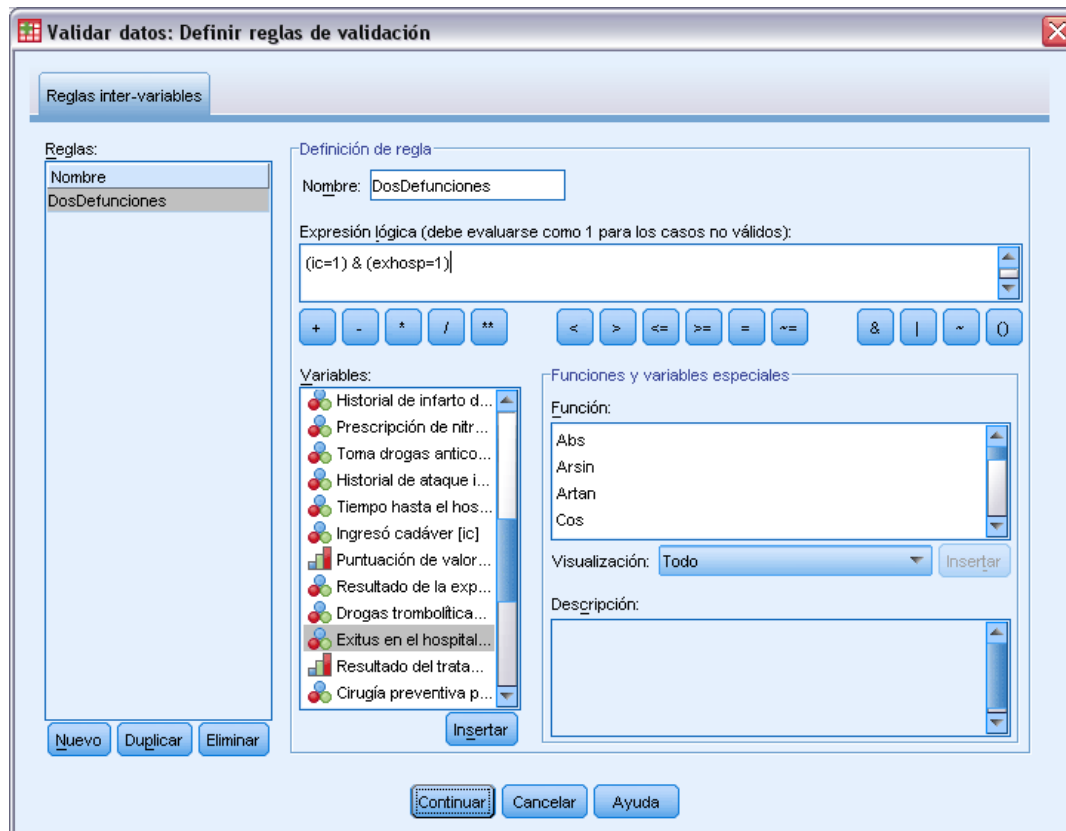 Validar datos: Definir reglas de validación
Reglas inter-variables
Reglas:
Nombre
DosDefunciones
Definición de regla
Nombre: DosDefunciones
Expresión lógica (debe evaluarse como 1 para los casos no válidos):
(ic=1) & (exhosp=1)
+ - * / ** < > <= >= = ~= & | ~ ()
Variables:
Historial de infarto d...
Prescripción de nitr...
Toma drogas antico...
Historial de ataque i...
Tiempo hasta el hos...
Ingresó cadáver [ic]
Puntuación de valor...
Resultado de la exp...
Drogas trombolítica...
Exitus en el hospital...
Resultado del trata...
Cirugía preventiva p...
Insertar
Funciones y variables especiales
Función:
Abs
Arsin
Artan
Cos
Visualización: Todo Insertar
Descripción:
Nuevo Duplicar Eliminar
Continuar Cancelar Ayuda